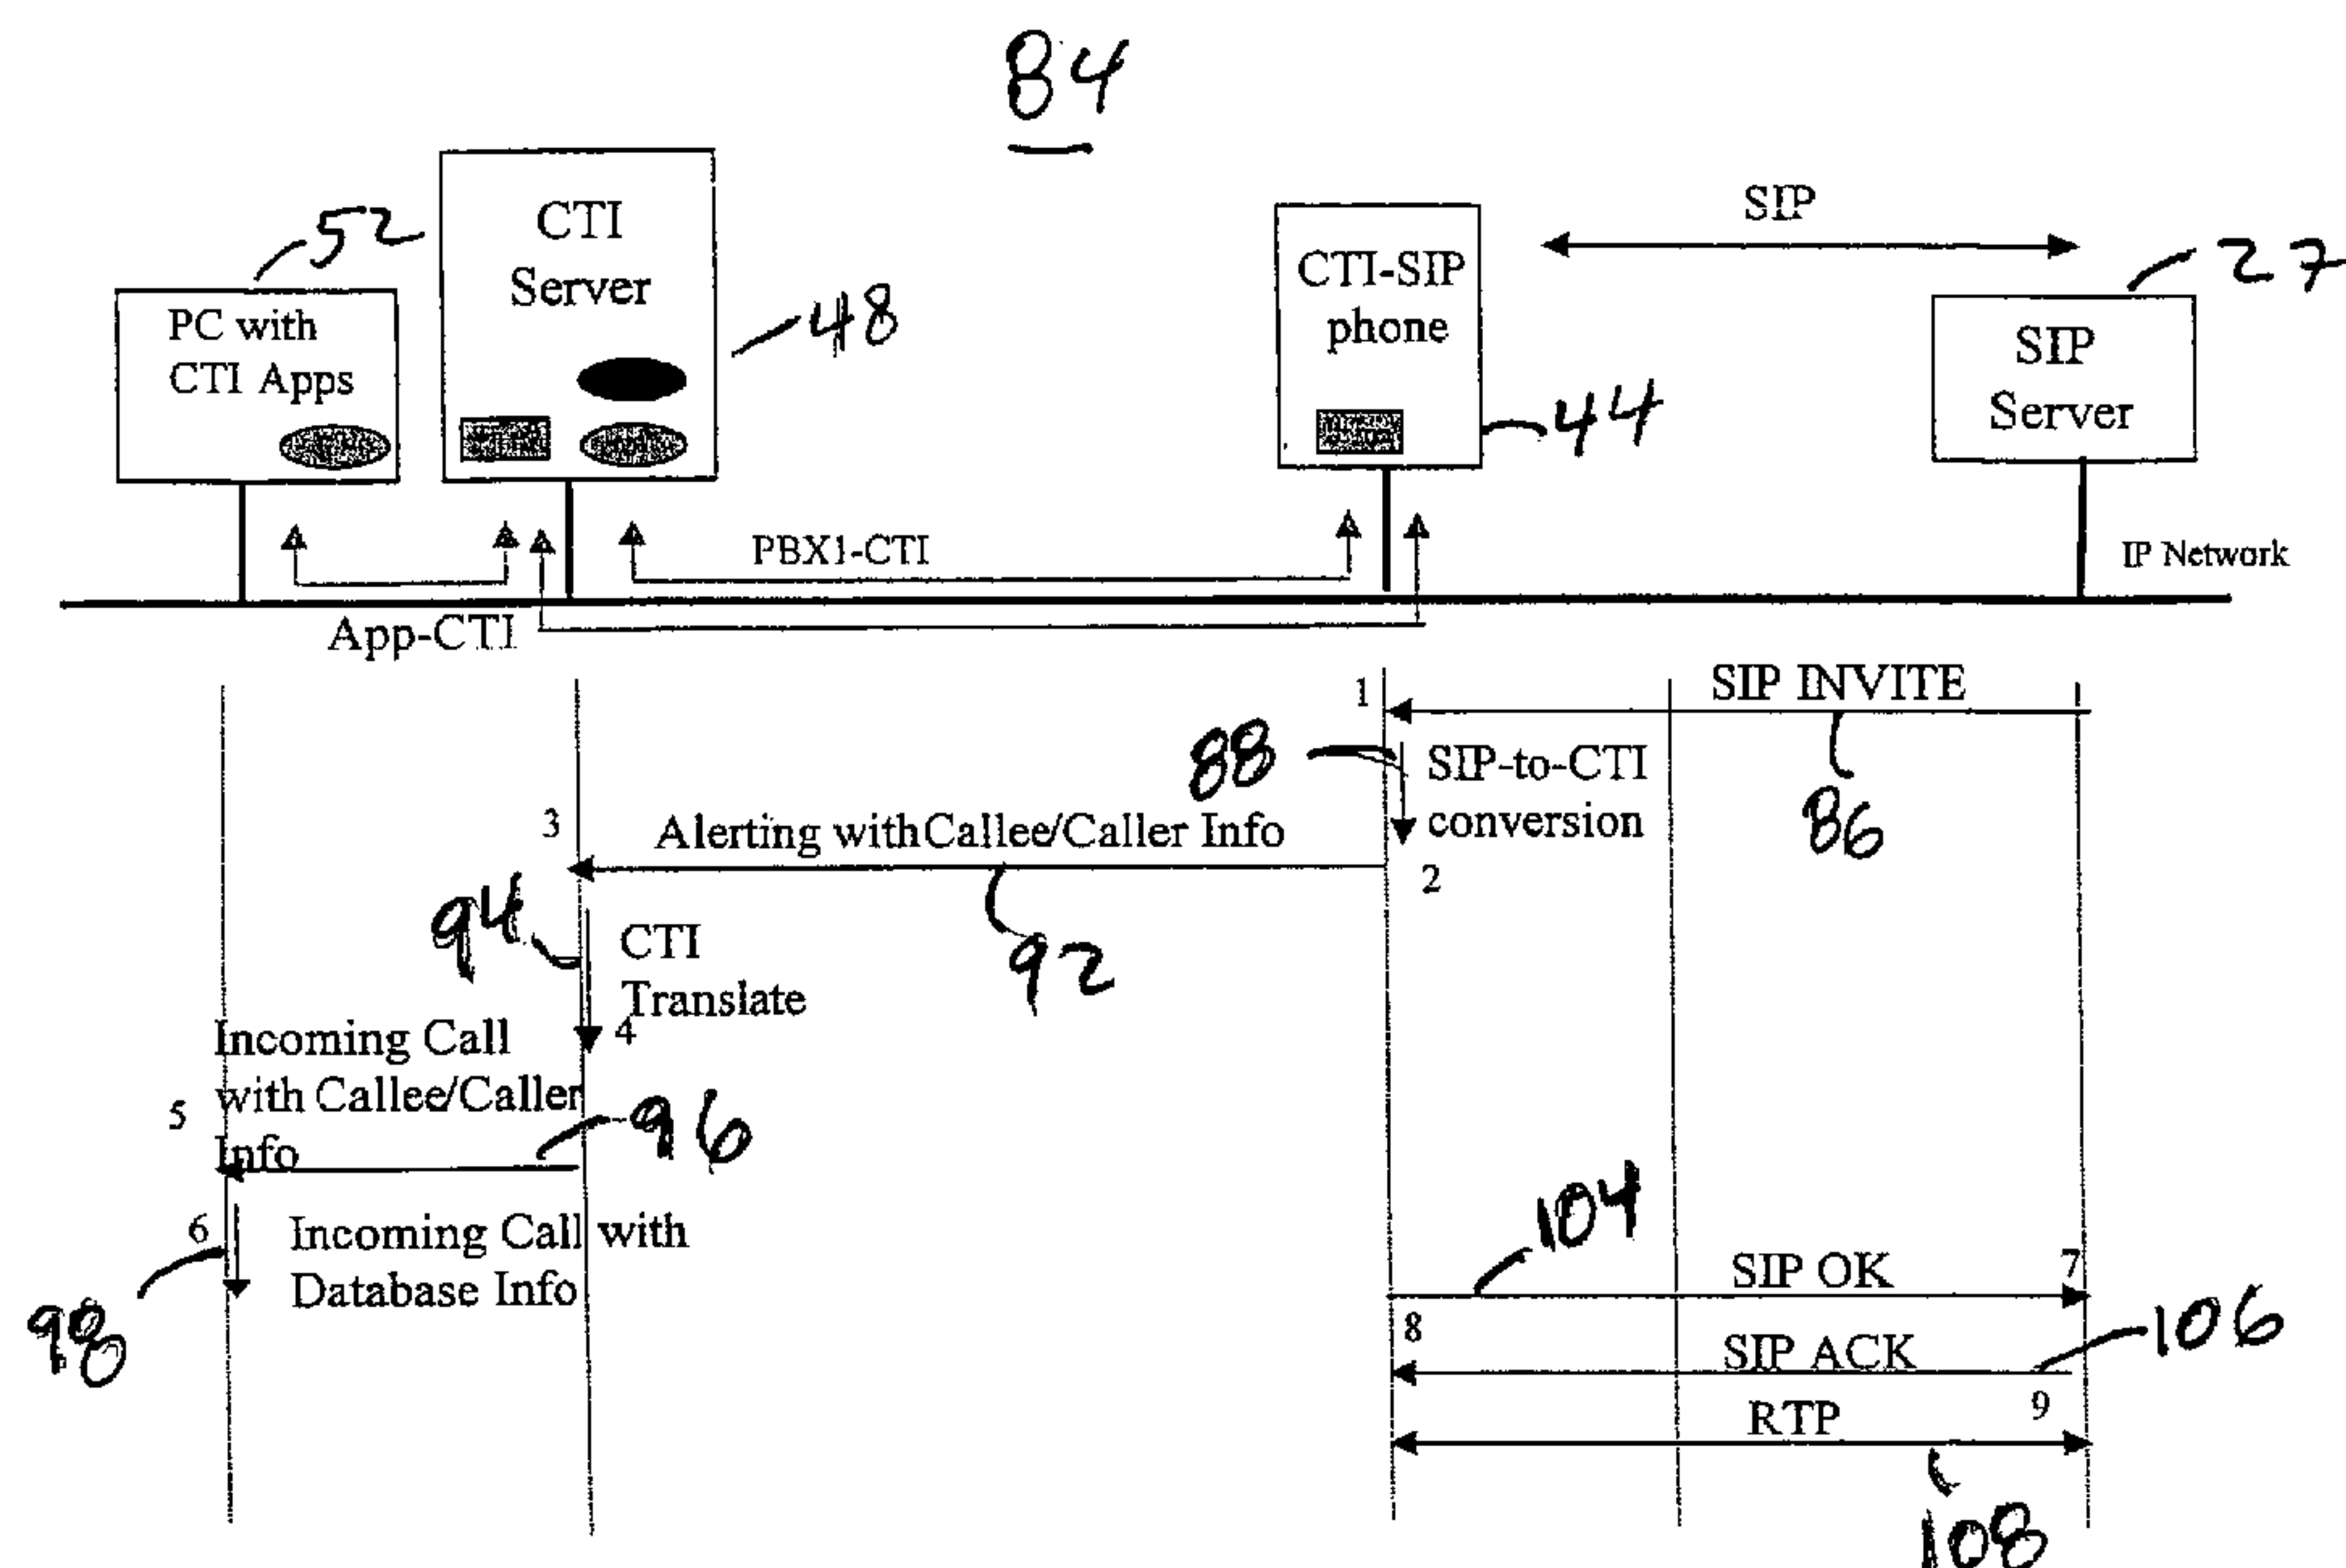 84
52
CTI
Server
48
PC with
CTI Apps
CTI-SIP
phone
44
SIP
27
SIP
Server
PBX1-CTI
IP Network
App-CTI
1
SIP INVITE
86
88
SIP-to-CTI
conversion
2
3
Alerting with Callee/Caller Info
92
94
CTI
Translate
4
Incoming Call
with Callee/Caller
Info
5
96
6
Incoming Call with
Database Info
98
104
SIP OK
7
8
SIP ACK
106
9
RTP
108